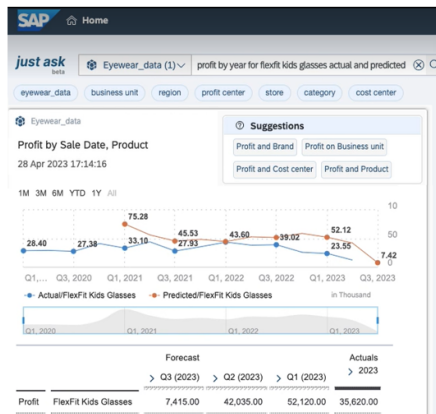 SAP Home
just ask
beta
Eyewear_data (1) profit by year for flexfit kids glasses actual and predicted
eyewear_data business unit region profit center store category cost center
Eyewear_data
Profit by Sale Date, Product
28 Apr 2023 17:14:16
Suggestions
Profit and Brand Profit on Business unit
Profit and Cost center Profit and Product
1M 3M 6M YTD 1Y All
10
75.28
45.53 43.60 52.12
28.40 27.38 33.10 27.93 39.02 23.55
50
7.42
0
Q1,... Q3, 2020 Q1, 2021 Q3, 2021 Q1, 2022 Q3, 2022 Q1, 2023 Q3, 2023
Actual/FlexFit Kids Glasses Predicted/FlexFit Kids Glasses in Thousand
Q1, 2020 Q1, 2021 Q1, 2022 Q1, 2023
Forecast Actuals
Q3 (2023) Q2 (2023) Q1 (2023) 2023
Profit FlexFit Kids Glasses 7,415.00 42,035.00 52,120.00 35,620.00